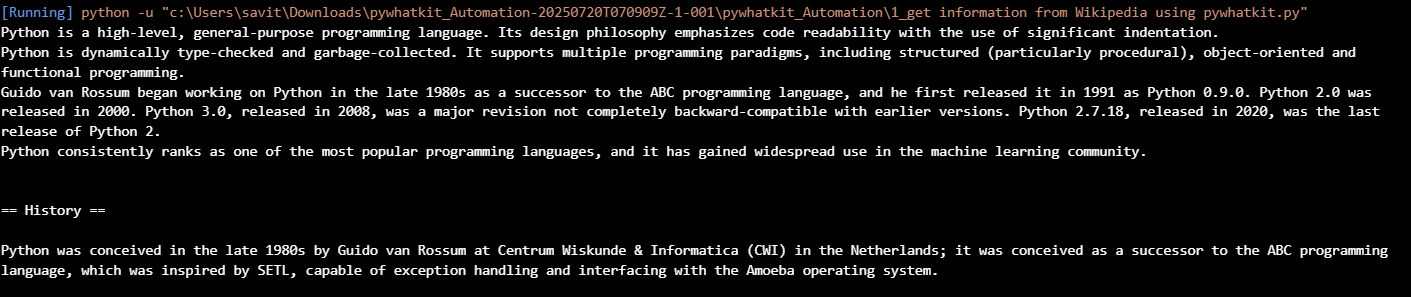 [Running] python -u "c:\Users\savit\Downloads\pywhatkit_Automation-20250720T070909Z-1-001\pywhatkit_Automation\1_get information from Wikipedia using pywhatkit.py"
Python is a high-level, general-purpose programming language. Its design philosophy emphasizes code readability with the use of significant indentation.
Python is dynamically type-checked and garbage-collected. It supports multiple programming paradigms, including structured (particularly procedural), object-oriented and
functional programming.
Guido van Rossum began working on Python in the late 1980s as a successor to the ABC programming language, and he first released it in 1991 as Python 0.9.0. Python 2.0 was
released in 2000. Python 3.0, released in 2008, was a major revision not completely backward-compatible with earlier versions. Python 2.7.18, released in 2020, was the last
release of Python 2.
Python consistently ranks as one of the most popular programming languages, and it has gained widespread use in the machine learning community.
== History ==
Python was conceived in the late 1980s by Guido van Rossum at Centrum Wiskunde & Informatica (CWI) in the Netherlands; it was conceived as a successor to the ABC programming
language, which was inspired by SETL, capable of exception handling and interfacing with the Amoeba operating system.